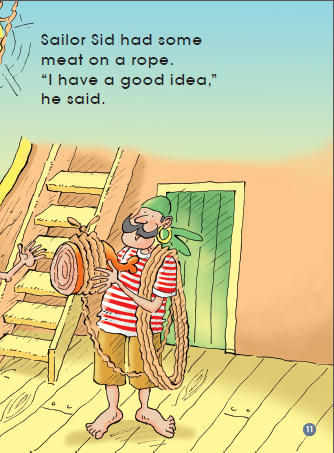 Sailor Sid had some
meat on a rope.
“I have a good idea,”
he said.
11